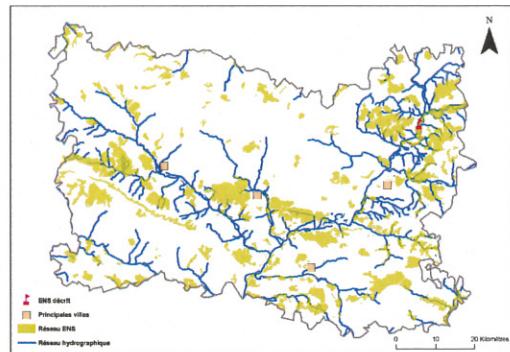 N
ENS décrit
Principales villes
Réseau ENS
Réseau hydrographique
0 10 20 Kilomètres